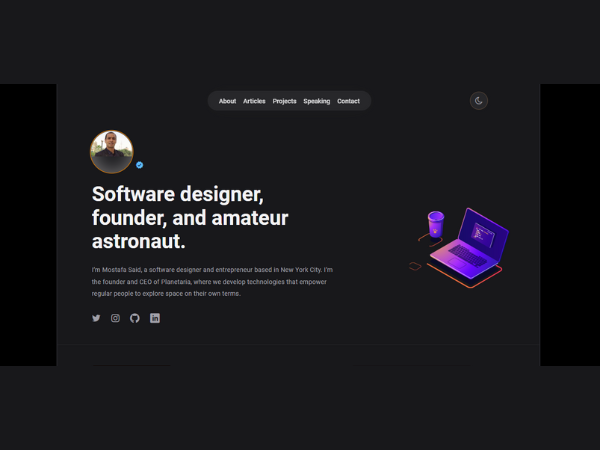 About Articles Projects Speaking Contact
Software designer,
founder, and amateur
astronaut.
I'm Mostafa Said, a software designer and entrepreneur based in New York City. I'm
the founder and CEO of Planetaria, where we develop technologies that empower
regular people to explore space on their own terms.